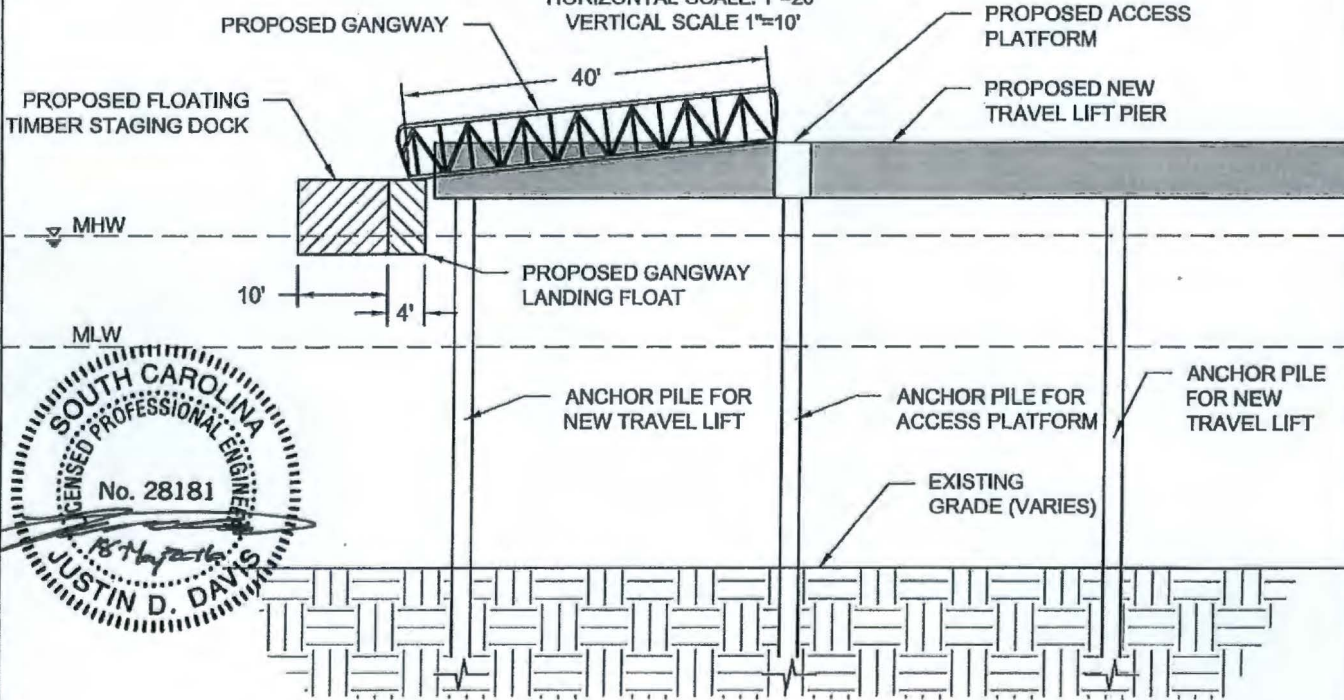 VERTICAL SCALE 1"=10'
PROPOSED GANGWAY
PROPOSED ACCESS
PLATFORM
40'
PROPOSED FLOATING
TIMBER STAGING DOCK
PROPOSED NEW
TRAVEL LIFT PIER
MHW
PROPOSED GANGWAY
LANDING FLOAT
10'
4'
MLW
ANCHOR PILE FOR
NEW TRAVEL LIFT
ANCHOR PILE FOR
ACCESS PLATFORM
ANCHOR PILE
FOR NEW
TRAVEL LIFT
EXISTING
GRADE (VARIES)
SOUTH CAROLINA
LICENSED PROFESSIONAL ENGINEER
No. 28181
JUSTIN D. DAVIS